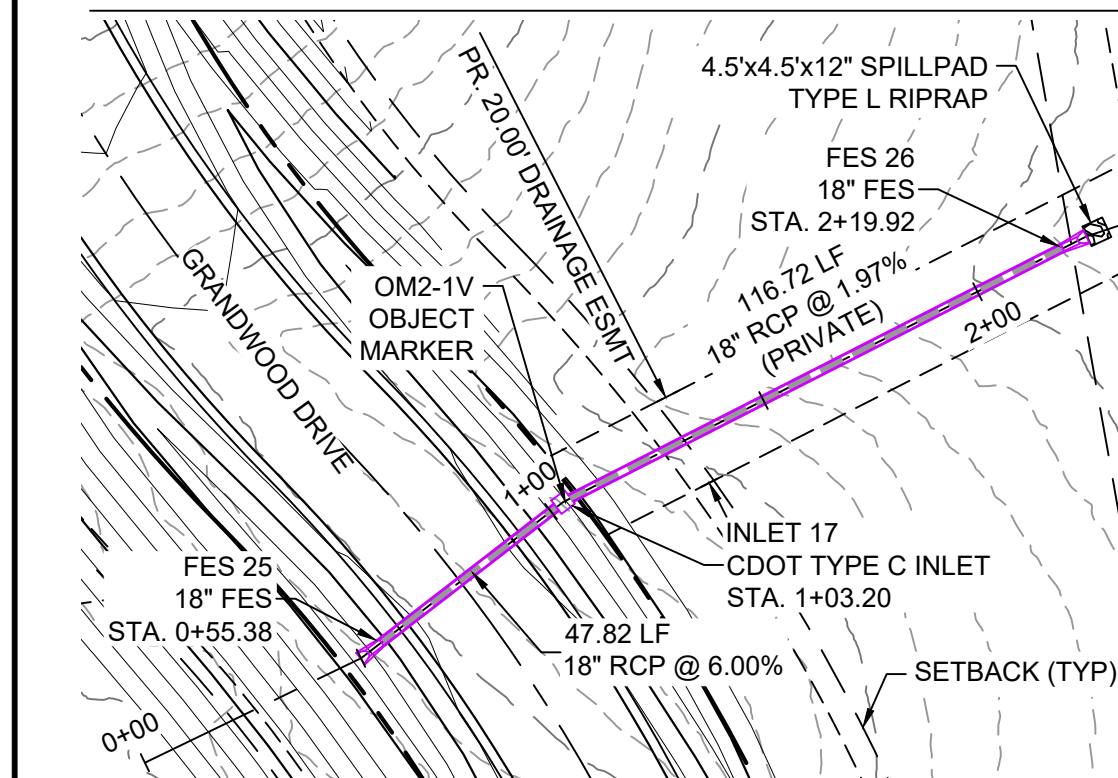 4.5'x4.5'x12" SPILLPAD
TYPE L RIPRAP
PR. 20.00' DRAINAGE ESMT
FES 26
18" FES
STA. 2+19.92
GRANDWOOD DRIVE
OM2-1V
OBJECT
MARKER
116.72 LF
18" RCP @ 1.97%
(PRIVATE)
2+00
1+00
INLET 17
CDOT TYPE C INLET
STA. 1+03.20
FES 25
18" FES
STA. 0+55.38
47.82 LF
18" RCP @ 6.00%
SETBACK (TYP)
0+00